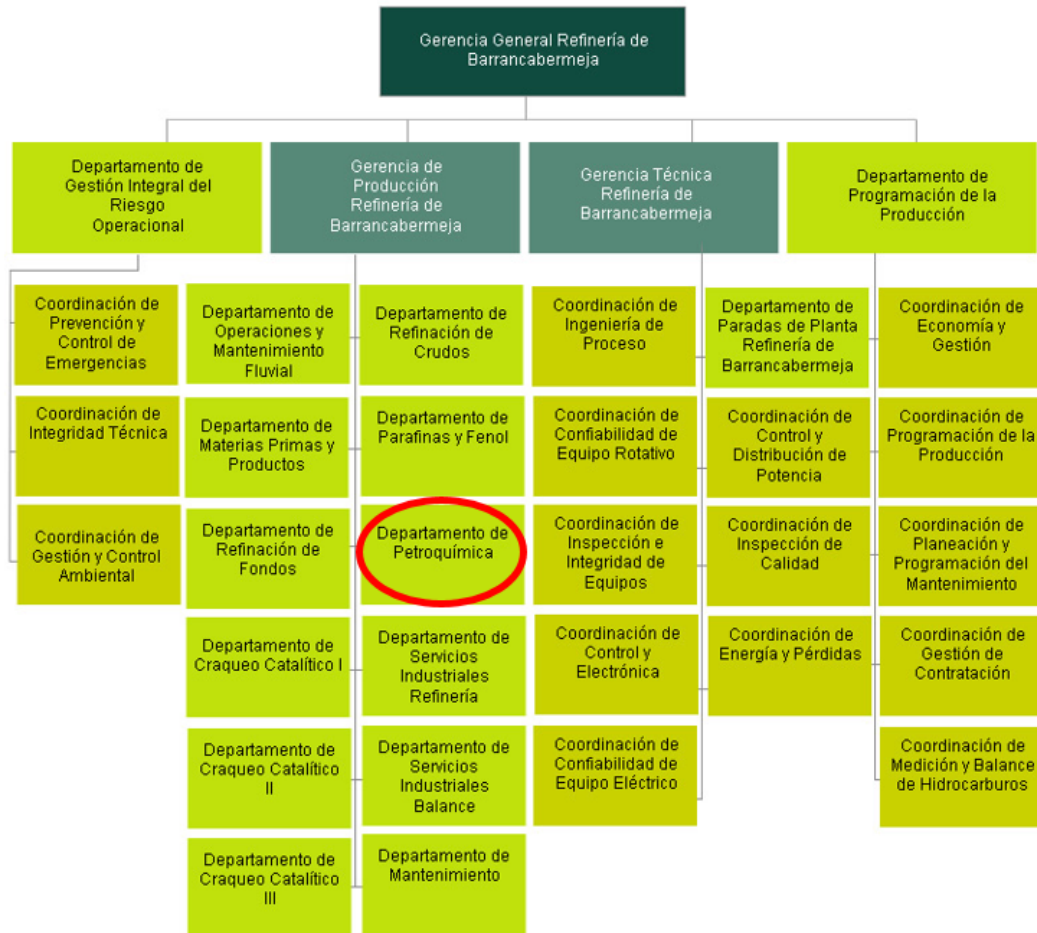 Gerencia General Refinería de
Barrancabermeja
Departamento de
Gestión Integral del
Riesgo
Operacional
Gerencia de
Producción
Refinería de
Barrancabermeja
Gerencia Técnica
Refinería de
Barrancabermeja
Departamento de
Programación de la
Producción
Coordinación de
Prevención y
Control de
Emergencias
Coordinación de
Integridad Técnica
Coordinación de
Gestión y Control
Ambiental
Departamento de
Operaciones y
Mantenimiento
Fluvial
Departamento de
Refinación de
Crudos
Departamento de
Materias Primas y
Productos
Departamento de
Parafinas y Fenol
Departamento de
Refinación de
Fondos
Departamento de
Petroquímica
Departamento de
Craqueo Catalítico I
Departamento de
Servicios
Industriales
Refinería
Departamento de
Craqueo Catalítico
II
Departamento de
Servicios
Industriales
Balance
Departamento de
Craqueo Catalítico
III
Departamento de
Mantenimiento
Coordinación de
Ingeniería de
Proceso
Departamento de
Paradas de Planta
Refinería de
Barrancabermeja
Coordinación de
Confiabilidad de
Equipo Rotativo
Coordinación de
Control y
Distribución de
Potencia
Coordinación de
Inspección e
Integridad de
Equipos
Coordinación de
Inspección de
Calidad
Coordinación de
Control y
Electrónica
Coordinación de
Energía y Pérdidas
Coordinación de
Confiabilidad de
Equipo Eléctrico
Coordinación de
Economía y
Gestión
Coordinación de
Programación de la
Producción
Coordinación de
Planeación y
Programación del
Mantenimiento
Coordinación de
Gestión de
Contratación
Coordinación de
Medición y Balance
de Hidrocarburos